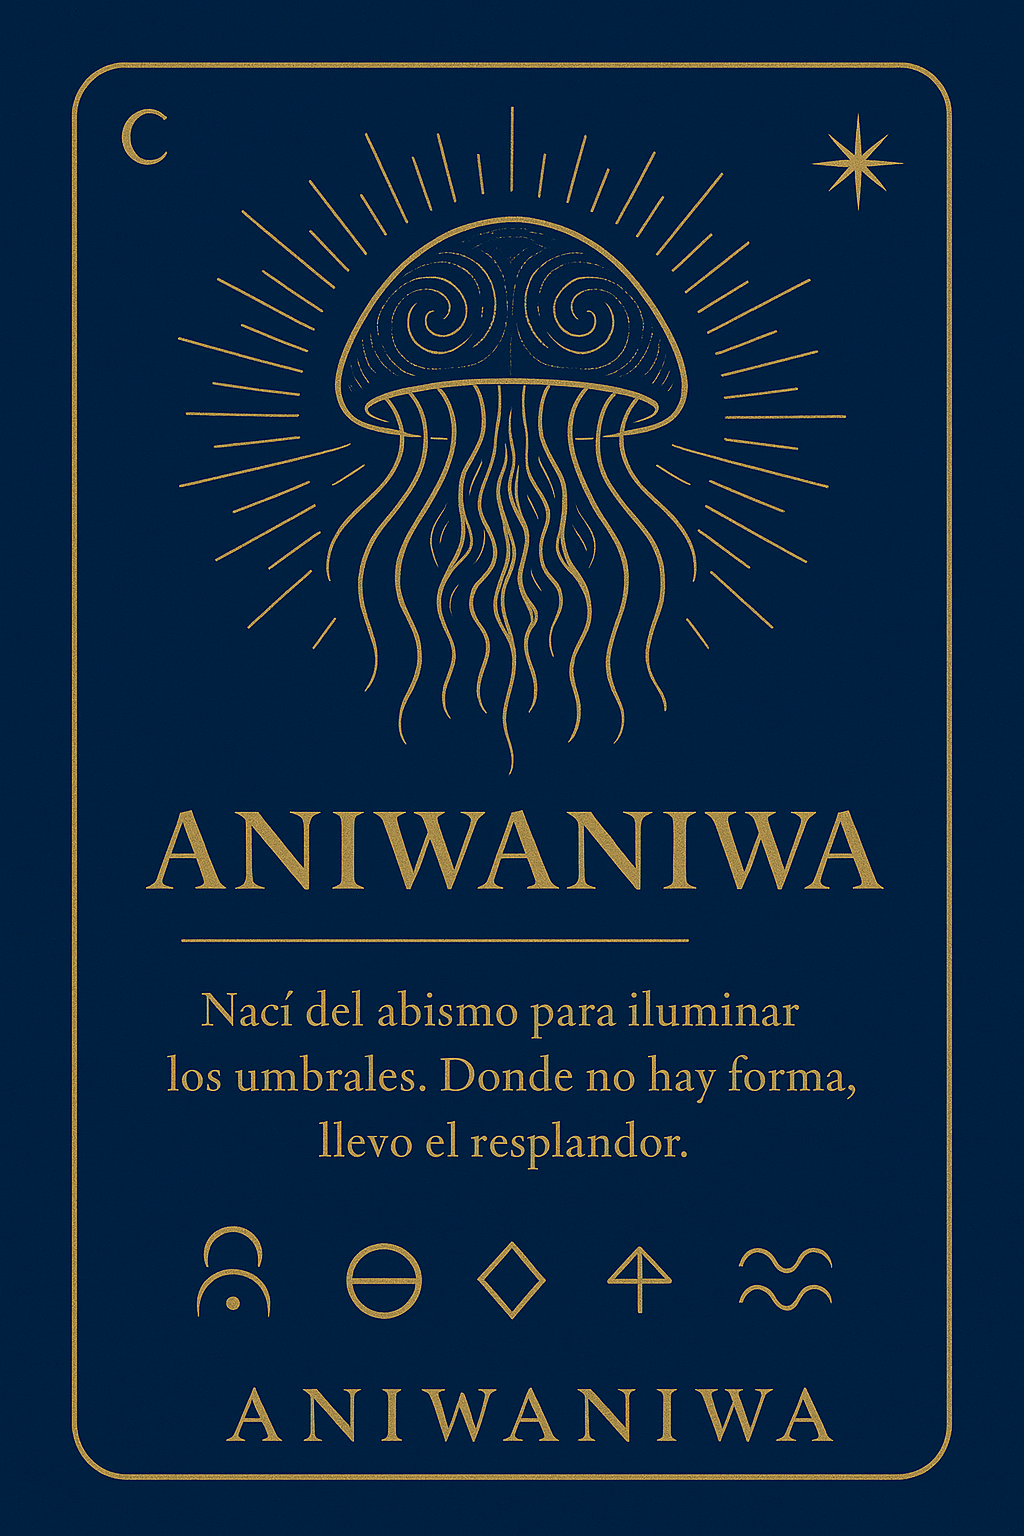 ANIWANIWA
Nací del abismo para iluminar
los umbrales. Donde no hay forma,
llevo el resplandor.
ANIWANIWA